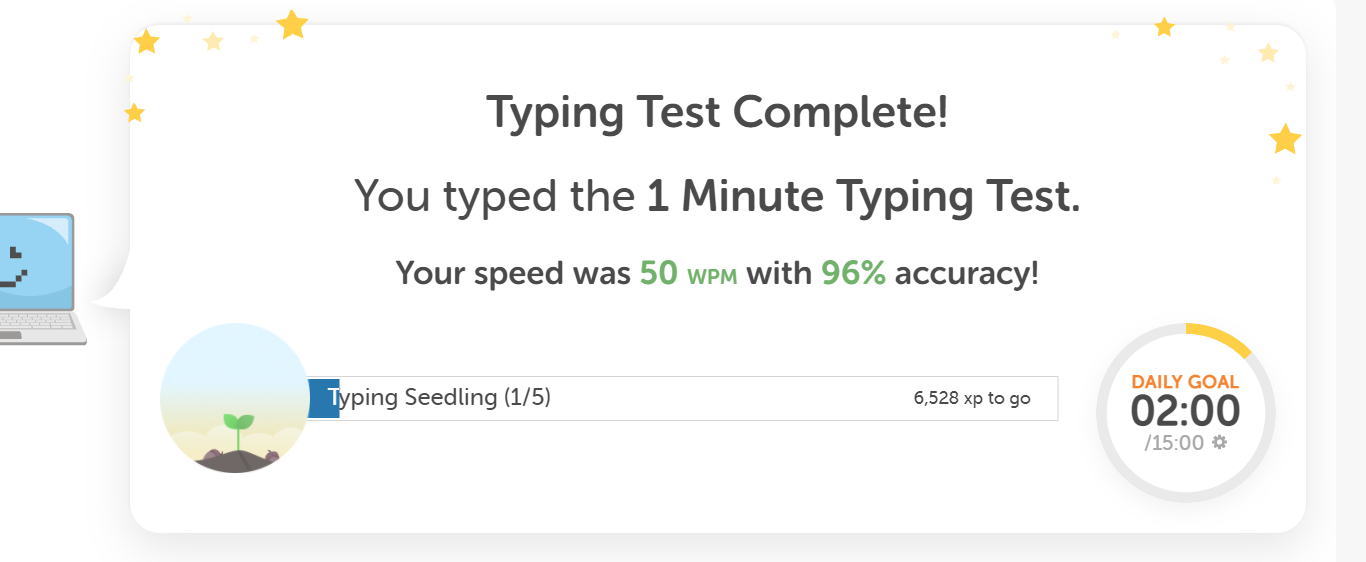 Typing Test Complete!
You typed the 1 Minute Typing Test.
Your speed was 50 WPM with 96% accuracy!
Typing Seedling (1/5)
6,528 xp to go
DAILY GOAL
02:00
/15:00